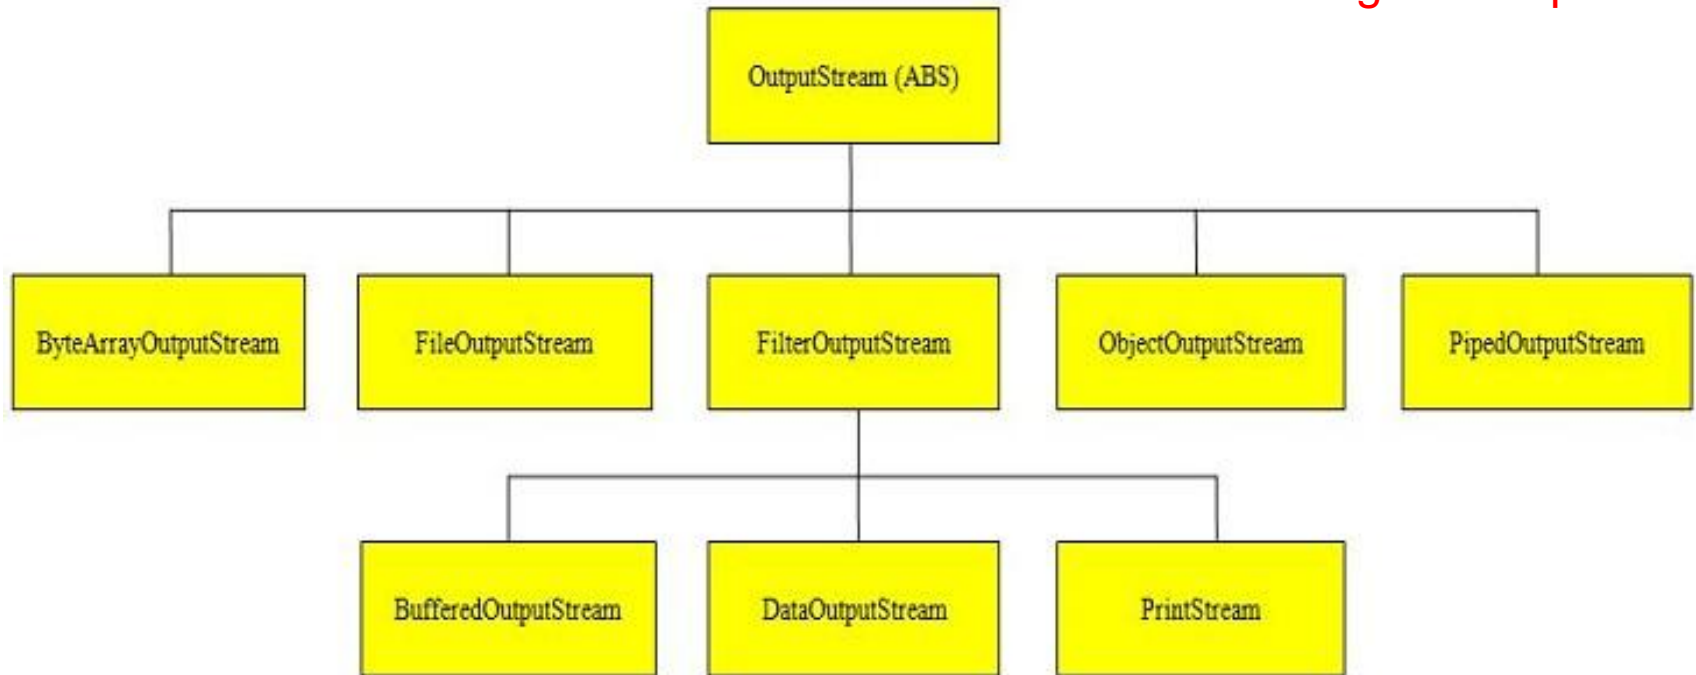 OutputStream (ABS)
ByteArrayOutputStream
FileOutputStream
FilterOutputStream
ObjectOutputStream
PipedOutputStream
BufferedOutputStream
DataOutputStream
PrintStream